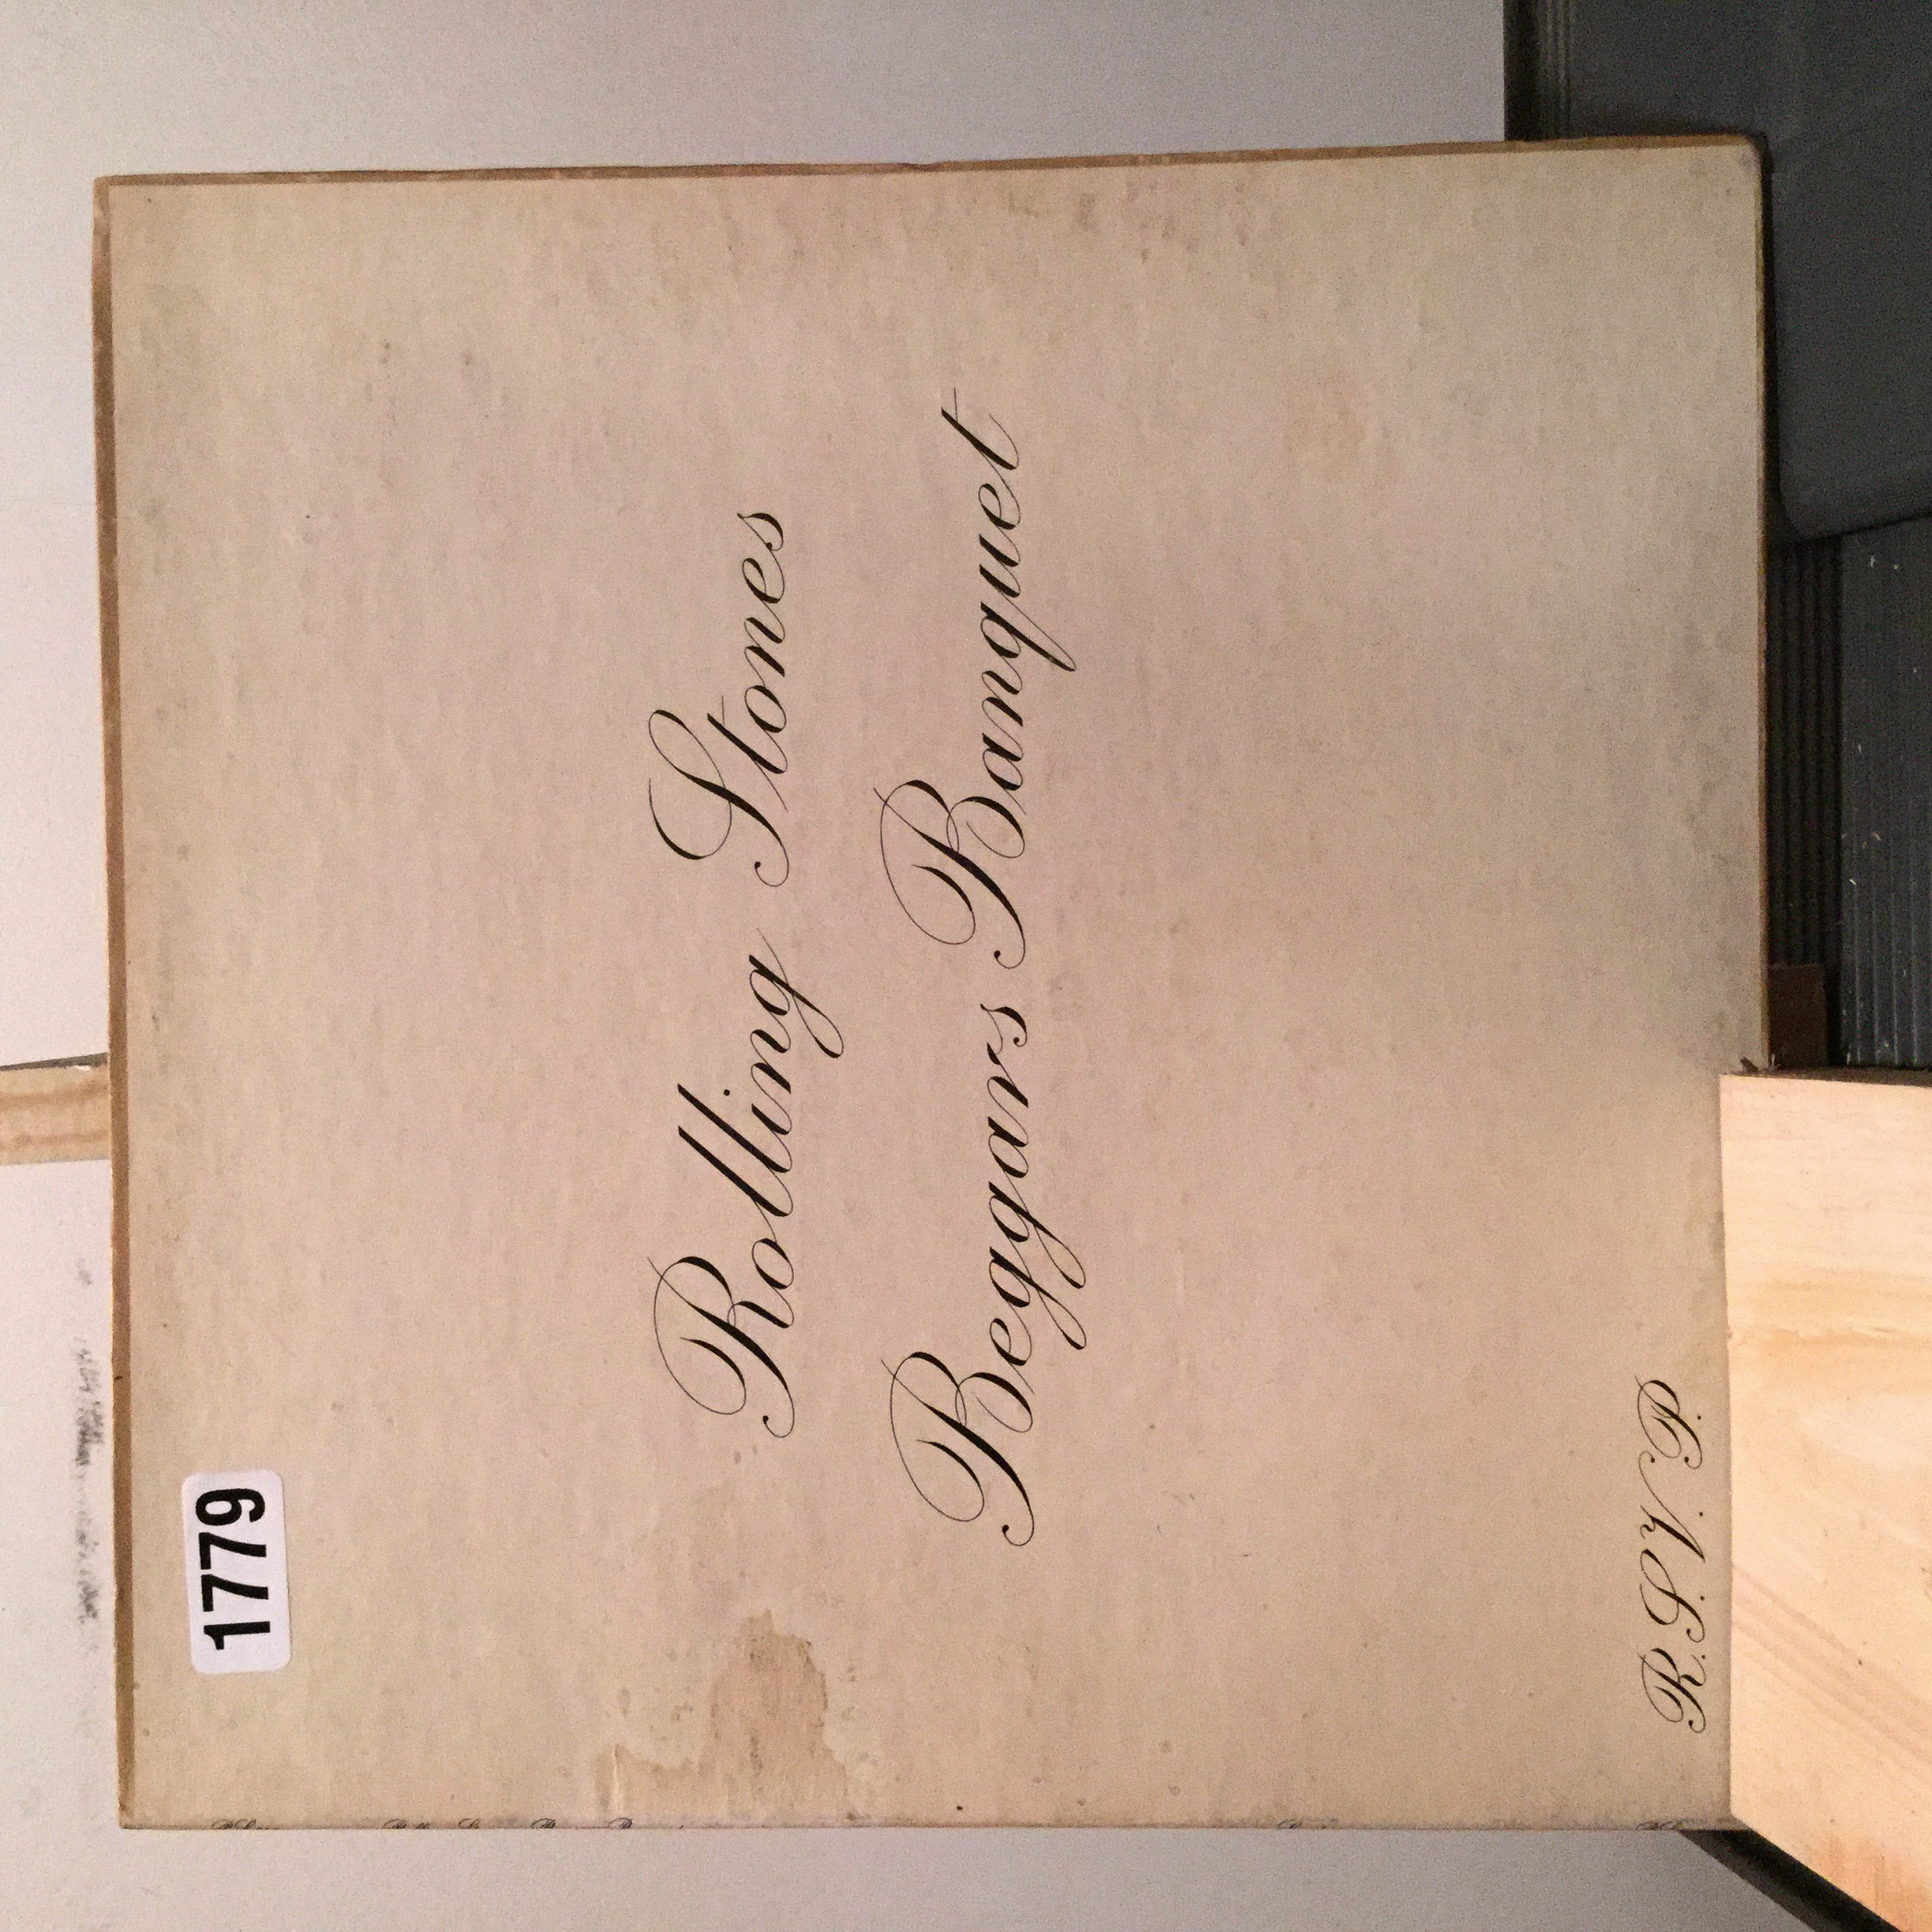 1779
Rolling Stones
Beggars Banquet
R.S.V.P.